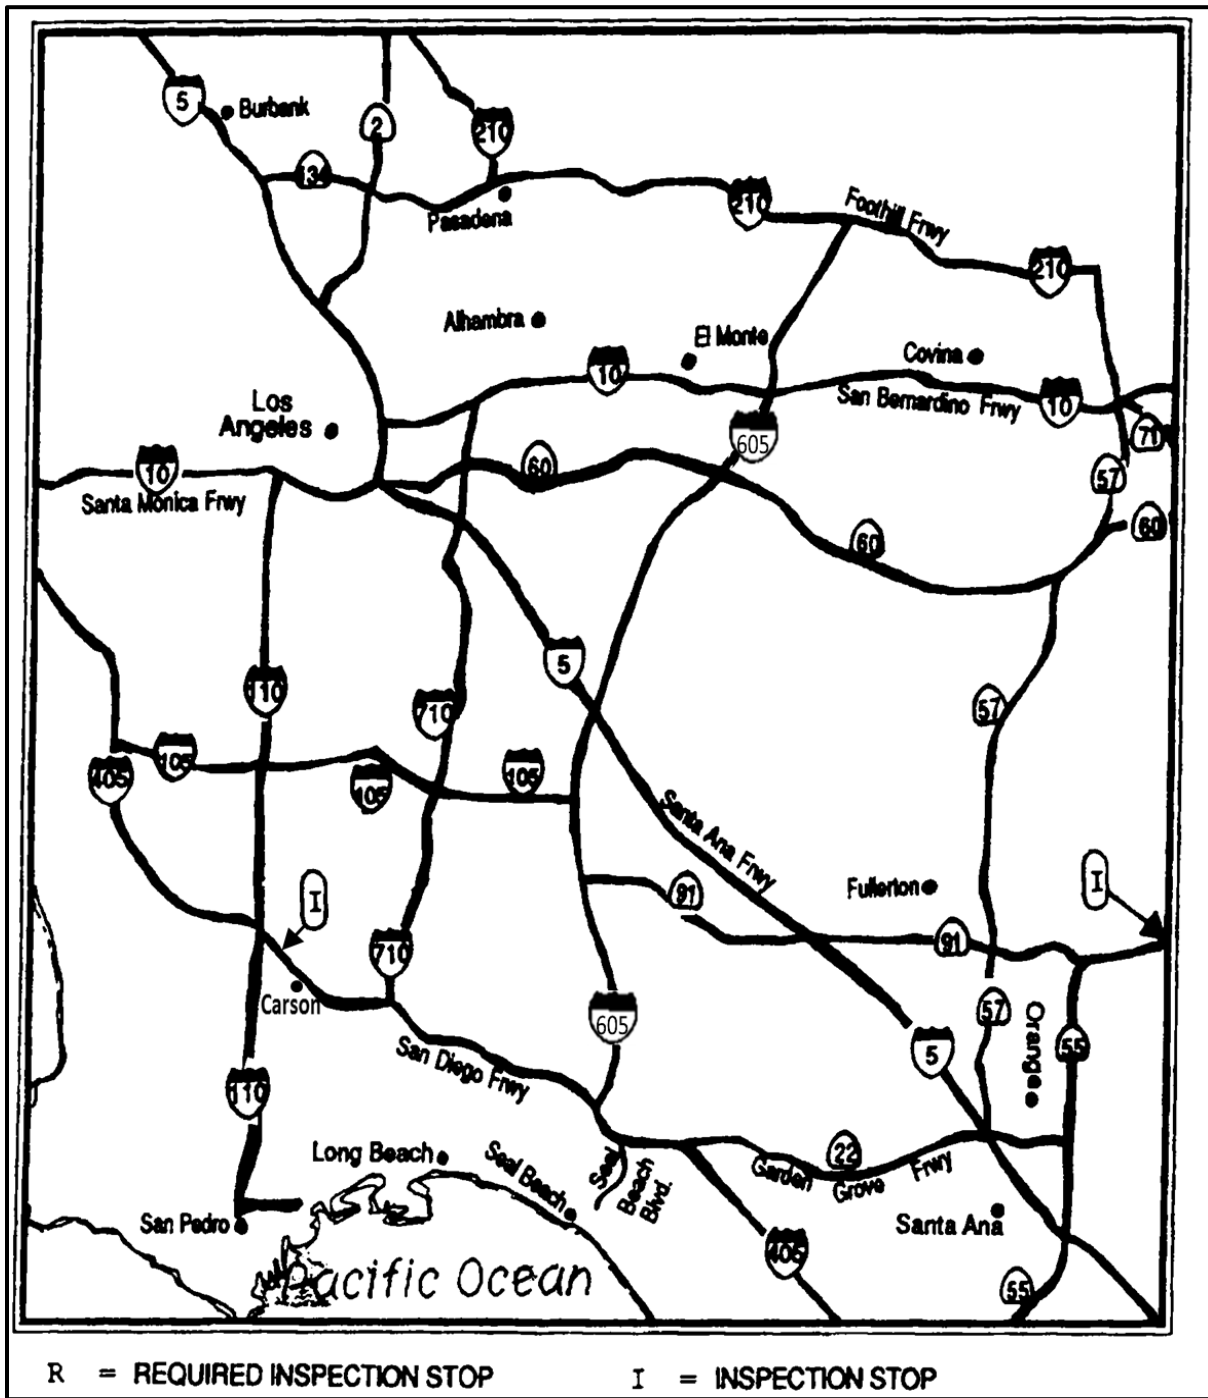 5
Burbank
2
210
134
Pasadena
210
Foothill Frwy
210
Alhambra
El Monte
Covina
10
San Bernardino Frwy
10
Los
Angeles
605
71
10
Santa Monica Frwy
60
57
60
60
5
110
710
57
405
105
105
105
Santa Ana Frwy
I
91
Fullerton
I
91
710
Carson
605
57
Orange
55
San Diego Frwy
5
110
Long Beach
Seal Beach
Seal
Beach
Blvd.
22
Garden
Grove
Frwy
San Pedro
Santa Ana
405
Pacific Ocean
55
R = REQUIRED INSPECTION STOP
I = INSPECTION STOP